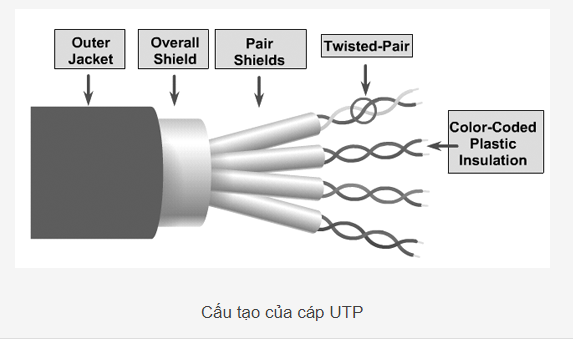 Outer
Jacket
Overall
Shield
Pair
Shields
Twisted-Pair
Color-Coded
Plastic
Insulation
Cấu tạo của cáp UTP